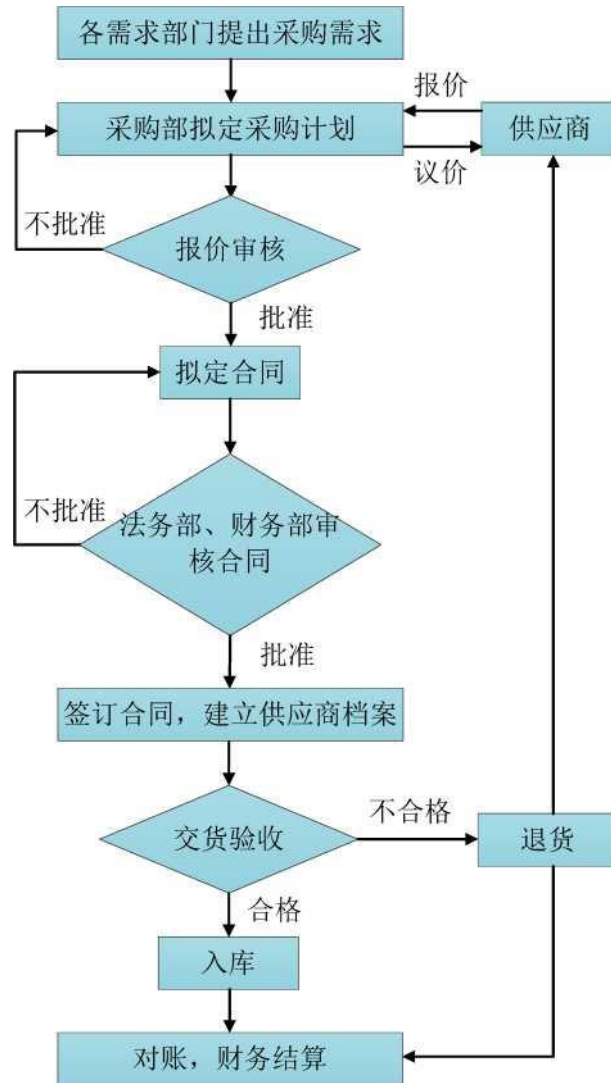 各需求部门提出采购需求
报价
采购部拟定采购计划
供应商
议价
不批准
报价审核
批准
拟定合同
不批准
法务部、财务部审
核合同
批准
签订合同，建立供应商档案
不合格
交货验收
退货
合格
入库
对账，财务结算